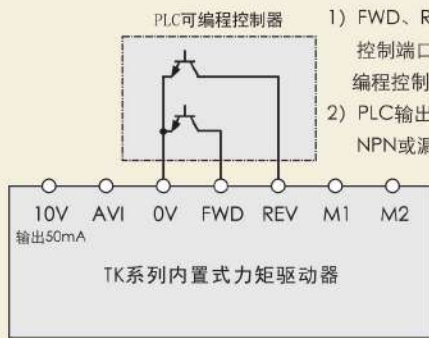 PLC可编程控制器
1) FWD、R
控制端口
编程控制
2) PLC输出
NPN或漏
10V AVI 0V FWD REV M1 M2
输出50mA
TK系列内置式力矩驱动器